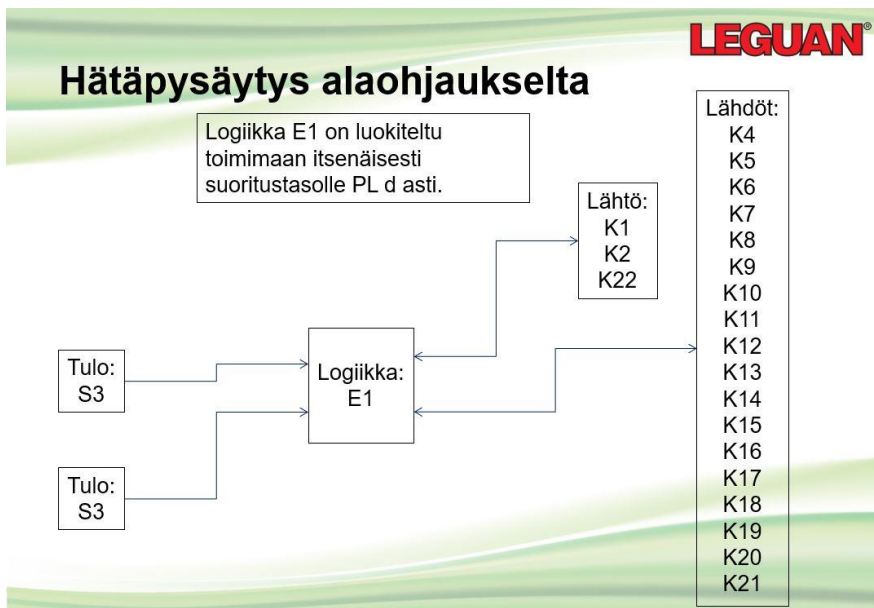 LEGUAN®
Hätäpysäytys alaohjaukselta
Logiikka E1 on luokiteltu
toimimaan itsenäisesti
suoritustasolle PL d asti.
Tulo:
S3
Tulo:
S3
Logiikka:
E1
Lähtö:
K1
K2
K22
Lähdöt:
K4
K5
K6
K7
K8
K9
K10
K11
K12
K13
K14
K15
K16
K17
K18
K19
K20
K21